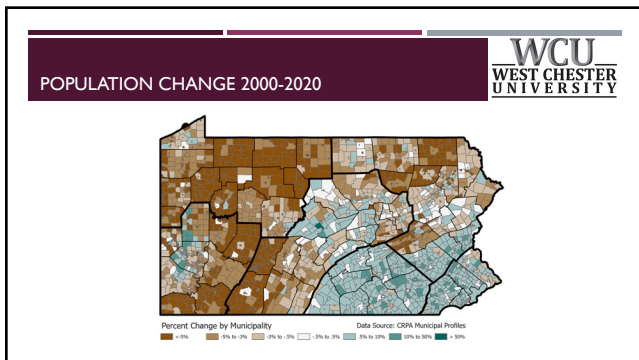 POPULATION CHANGE 2000-2020
WCU
WEST CHESTER
UNIVERSITY
Percent Change by Municipality
Data Source: CRPA Municipal Profiles
<-5% -5% to -3% -3% to -.5% -.5% to .5% .5% to 10% 10% to 50% > 50%